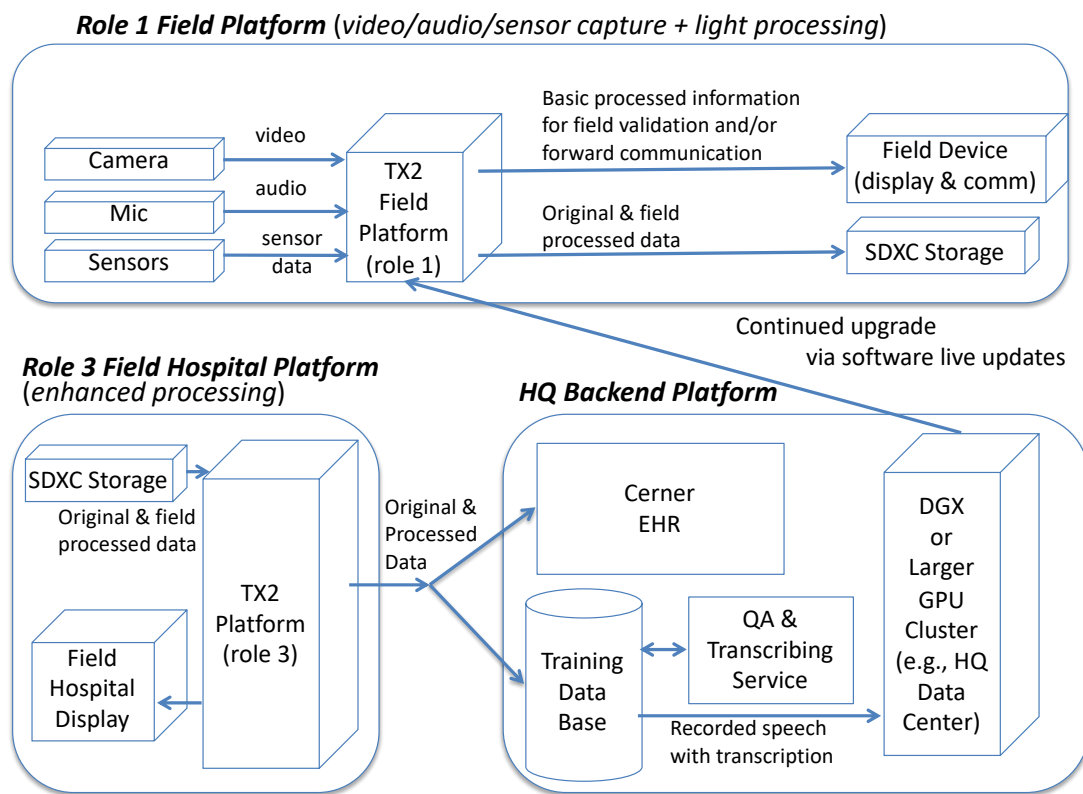 Role 1 Field Platform (video/audio/sensor capture + light processing)
Camera
Mic
Sensors
video
audio
sensor
data
TX2
Field
Platform
(role 1)
Basic processed information
for field validation and/or
forward communication
Original & field
processed data
Field Device
(display & comm)
SDXC Storage
Continued upgrade
via software live updates
Role 3 Field Hospital Platform
(enhanced processing)
SDXC Storage
Original & field
processed data
TX2
Platform
(role 3)
Field
Hospital
Display
Original &
Processed
Data
HQ Backend Platform
Cerner
EHR
Training
Data
Base
QA &
Transcribing
Service
Recorded speech
with transcription
DGX
or
Larger
GPU
Cluster
(e.g., HQ
Data
Center)